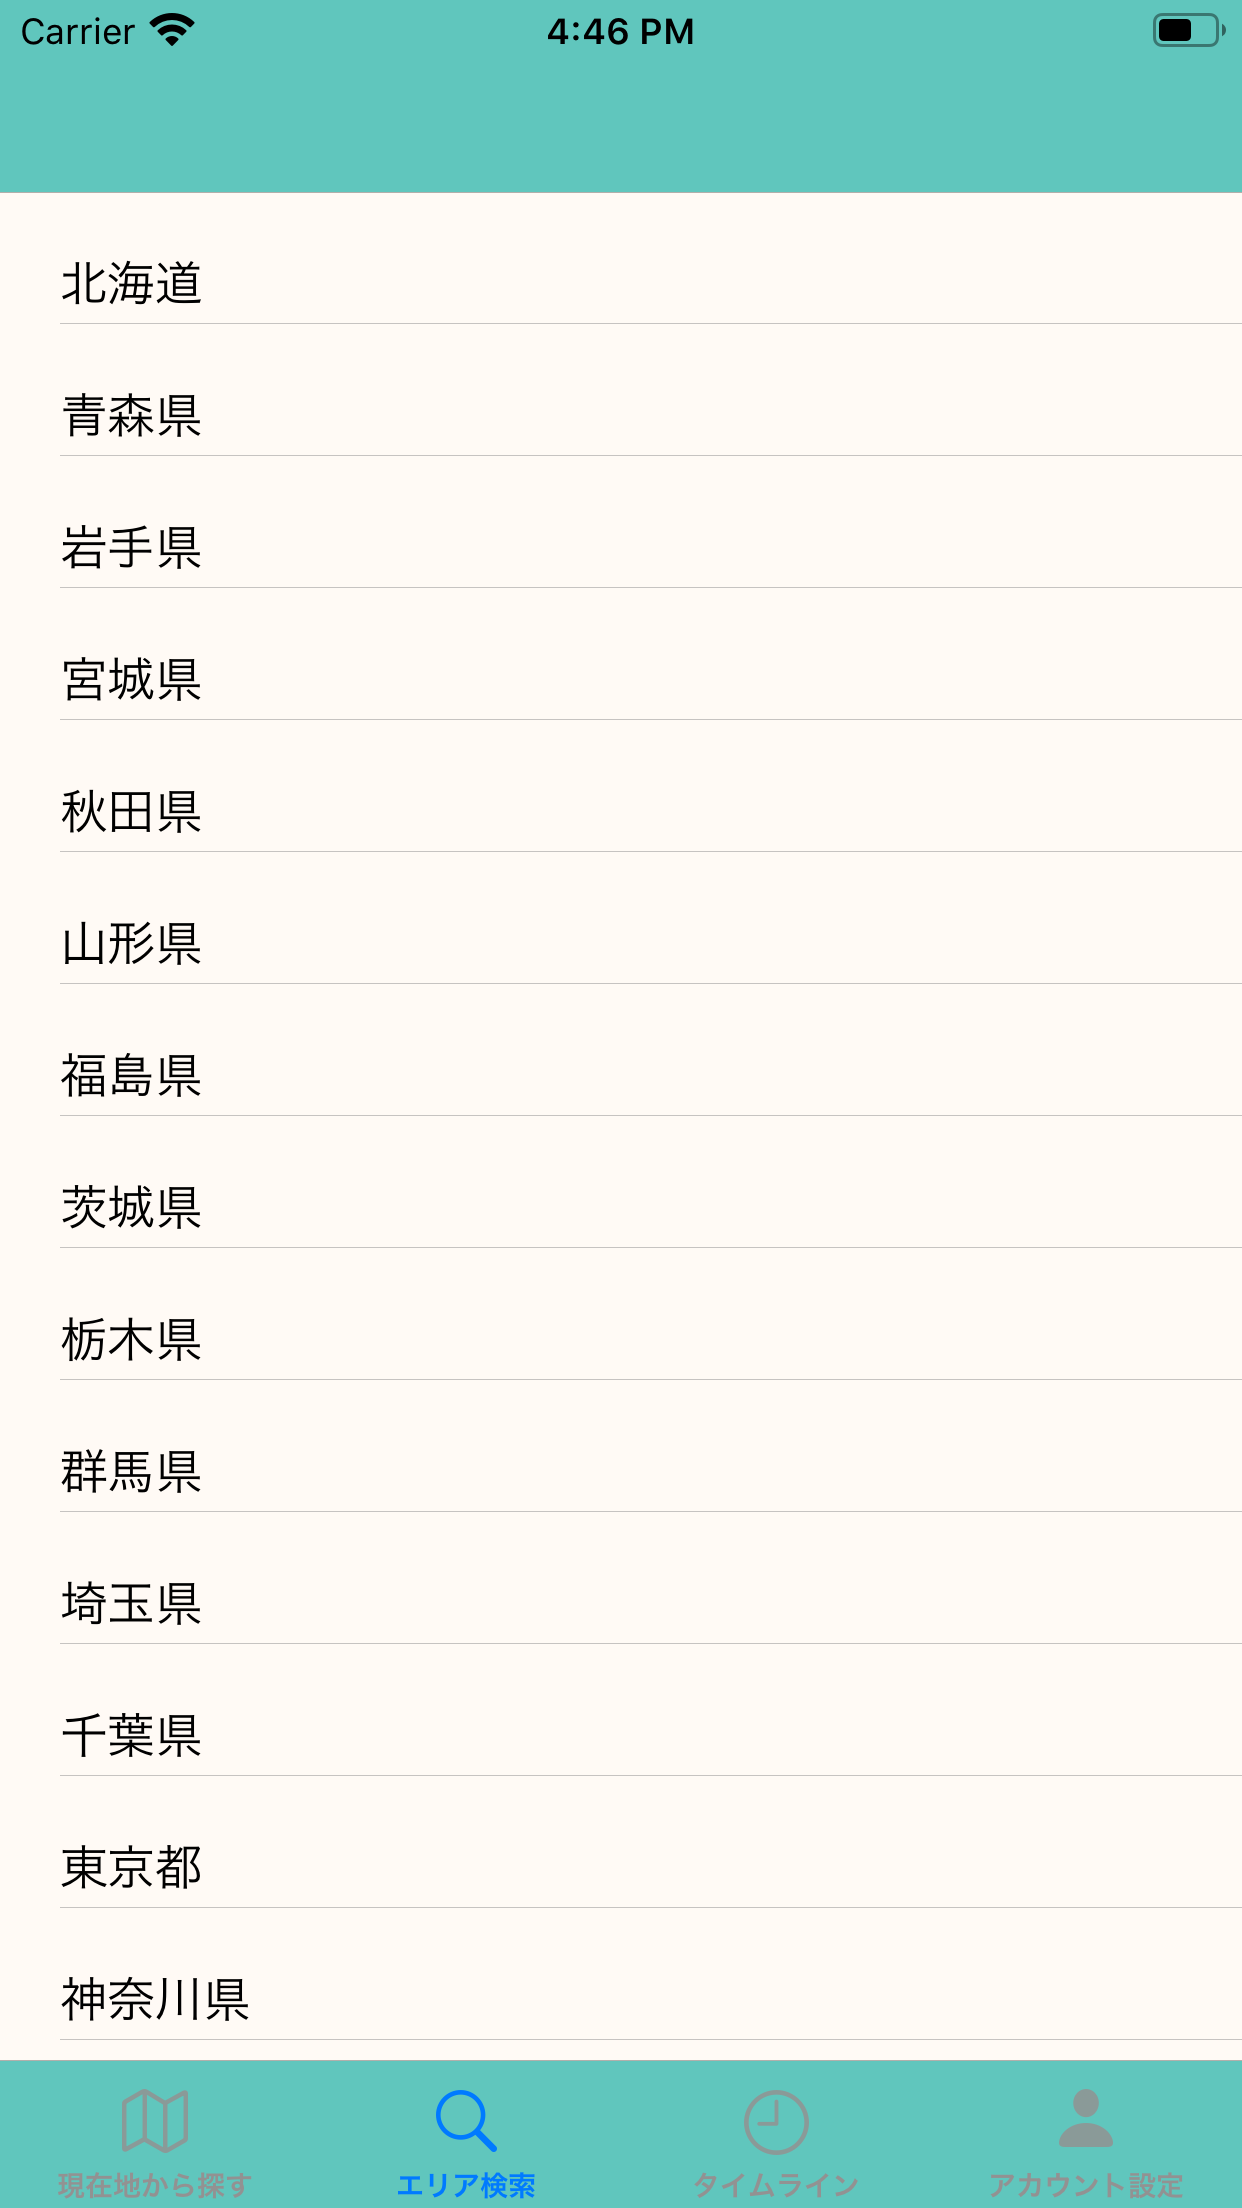 Carrier 4:46 PM
北海道
青森県
岩手県
宮城県
秋田県
山形県
福島県
茨城県
栃木県
群馬県
埼玉県
千葉県
東京都
神奈川県
現在地から探す エリア検索 タイムライン アカウント設定